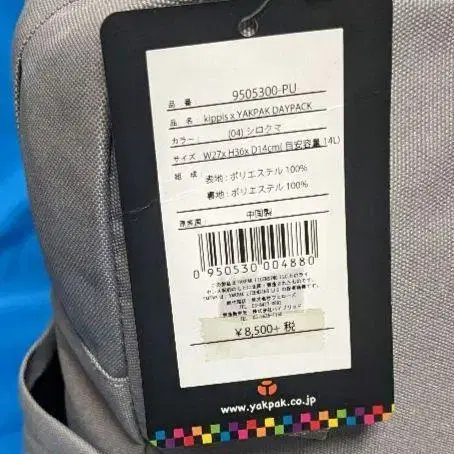 品 番 9505300-PU
品 名 kippis x YAKPAK DAYPACK
カラー (04) シロクマ
サイズ W27x H36x D14cm( 目安容量 14L)
組 成 表地 : ポリエステル 100%
裏地 : ポリエステル 100%
原産国 中国製
0 950530 004880
¥8,500+ 税
www.yakpak.co.jp